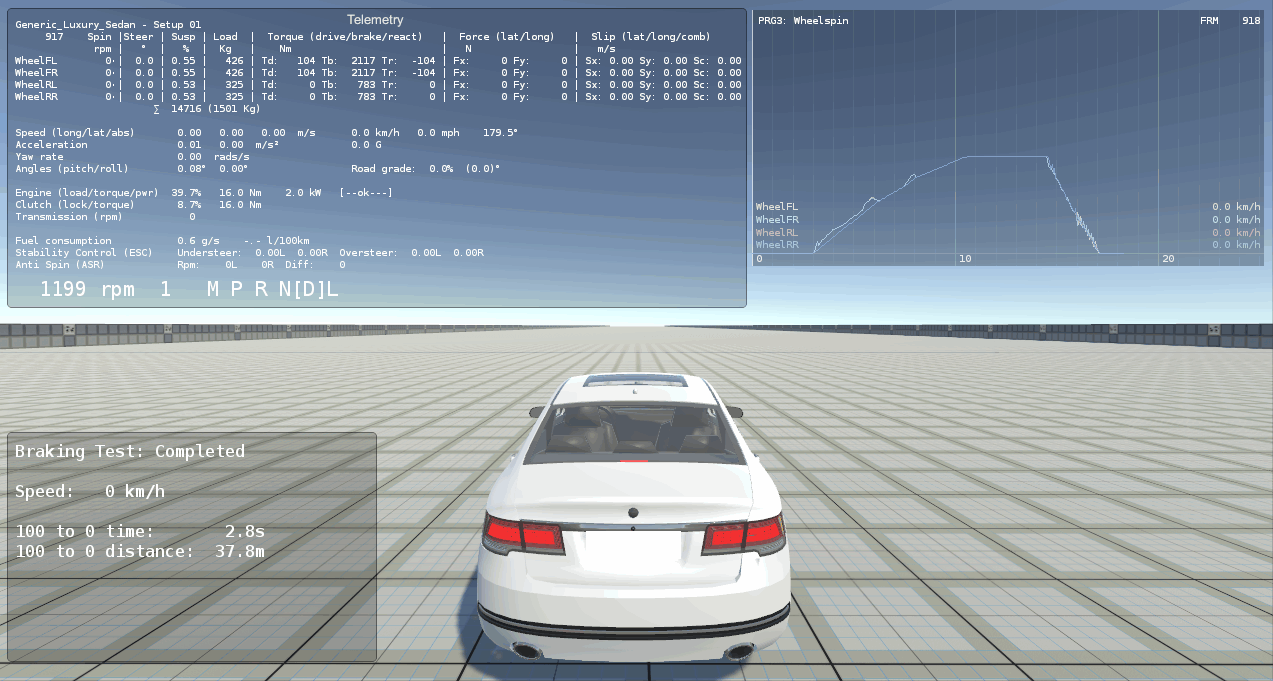 Telemetry
Generic_Luxury_Sedan - Setup 01
917 Spin |Steer | Susp | Load | Torque (drive/brake/react) | Force (lat/long) | Slip (lat/long/comb)
rpm | ° | % | Kg | Nm | N | m/s
WheelFL 0·| 0.0 | 0.55 | 426 | Td: 104 Tb: 2117 Tr: -104 | Fx: 0 Fy: 0 | Sx: 0.00 Sy: 0.00 Sc: 0.00
WheelFR 0·| 0.0 | 0.55 | 426 | Td: 104 Tb: 2117 Tr: -104 | Fx: 0 Fy: 0 | Sx: 0.00 Sy: 0.00 Sc: 0.00
WheelRL 0·| 0.0 | 0.53 | 325 | Td: 0 Tb: 783 Tr: 0 | Fx: 0 Fy: 0 | Sx: 0.00 Sy: 0.00 Sc: 0.00
WheelRR 0·| 0.0 | 0.53 | 325 | Td: 0 Tb: 783 Tr: 0 | Fx: 0 Fy: 0 | Sx: 0.00 Sy: 0.00 Sc: 0.00
∑ 14716 (1501 Kg)
Speed (long/lat/abs) 0.00 0.00 0.00 m/s 0.0 km/h 0.0 mph 179.5°
Acceleration 0.01 0.00 m/s² 0.0 G
Yaw rate 0.00 rads/s
Angles (pitch/roll) 0.08° 0.00° Road grade: 0.0% (0.0)°
Engine (load/torque/pwr) 39.7% 16.0 Nm 2.0 kW [--ok---]
Clutch (lock/torque) 8.7% 16.0 Nm
Transmission (rpm) 0
Fuel consumption 0.6 g/s -.- l/100km
Stability Control (ESC) Understeer: 0.00L 0.00R Oversteer: 0.00L 0.00R
Anti Spin (ASR) Rpm: 0L 0R Diff: 0
1199 rpm 1 M P R N[D]L
PRG3: Wheelspin FRM 918
WheelFL 0.0 km/h
WheelFR 0.0 km/h
WheelRL 0.0 km/h
WheelRR 0.0 km/h
0 10 20
Braking Test: Completed
Speed: 0 km/h
100 to 0 time: 2.8s
100 to 0 distance: 37.8m